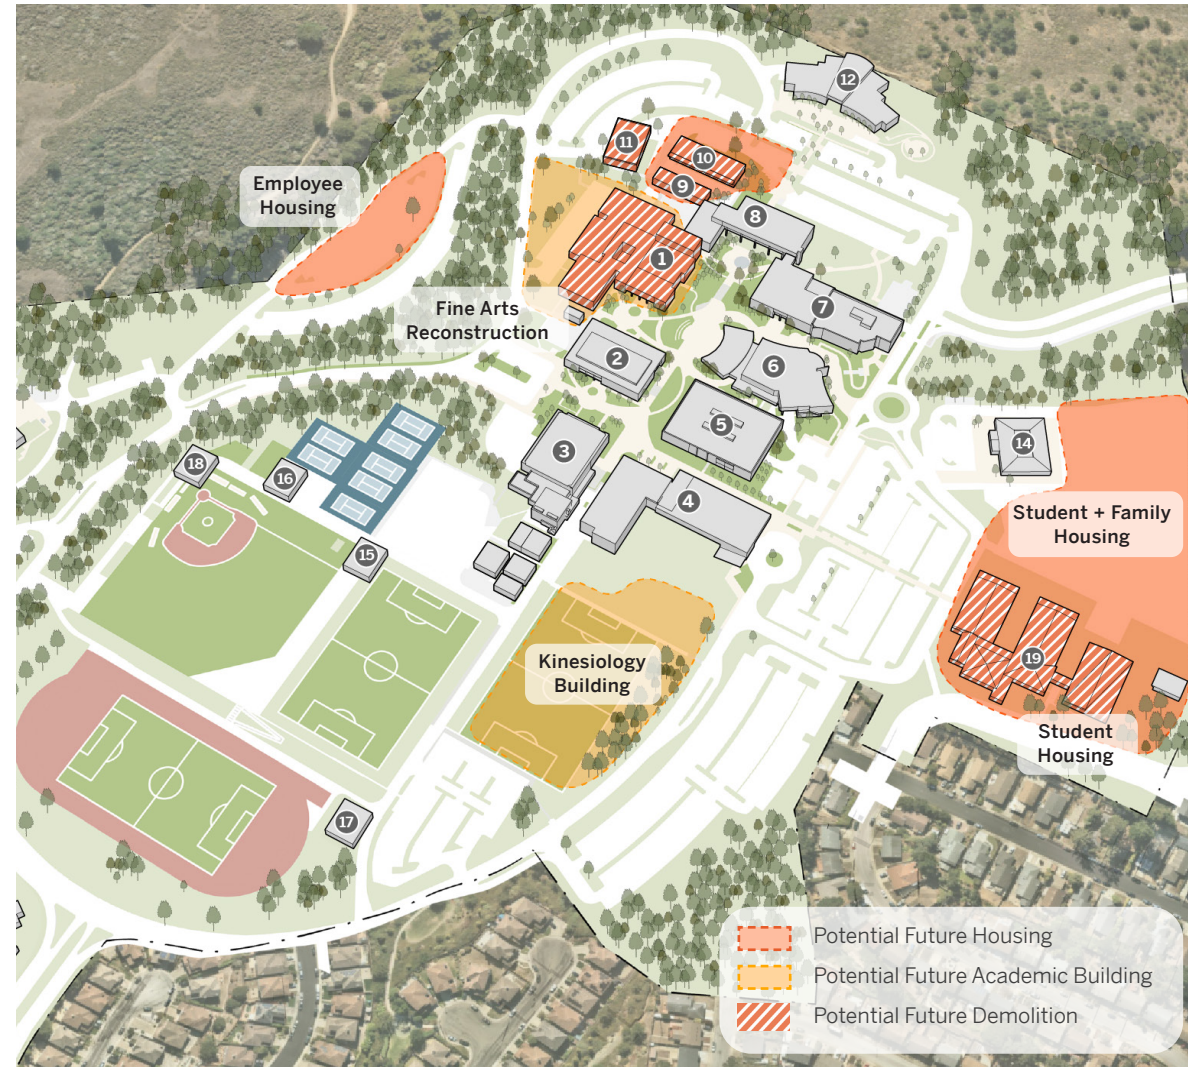 12
11
10
9
Employee
Housing
8
1
7
Fine Arts
Reconstruction
2
6
5
14
3
18
16
4
Student + Family
Housing
15
Kinesiology
Building
19
Student
Housing
17
Potential Future Housing
Potential Future Academic Building
Potential Future Demolition